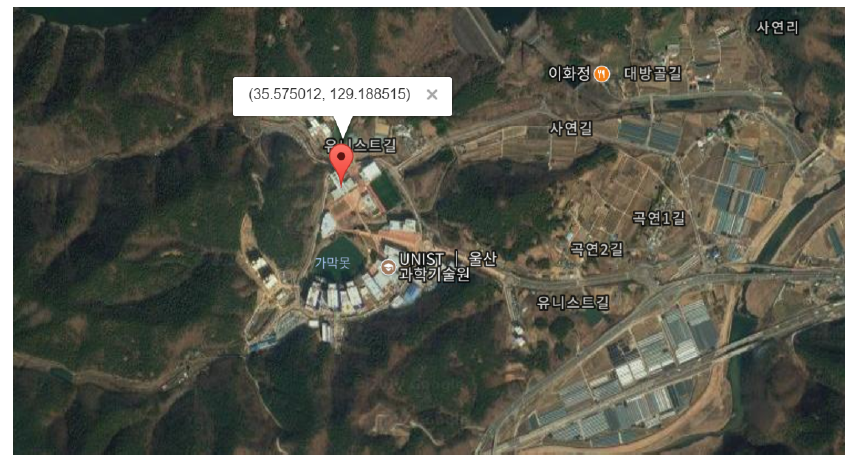 사연리
이화정
대방골길
(35.575012, 129.188515)
사연길
유니스트길
곡연1길
곡연2길
가막못
UNIST | 울산
과학기술원
유니스트길